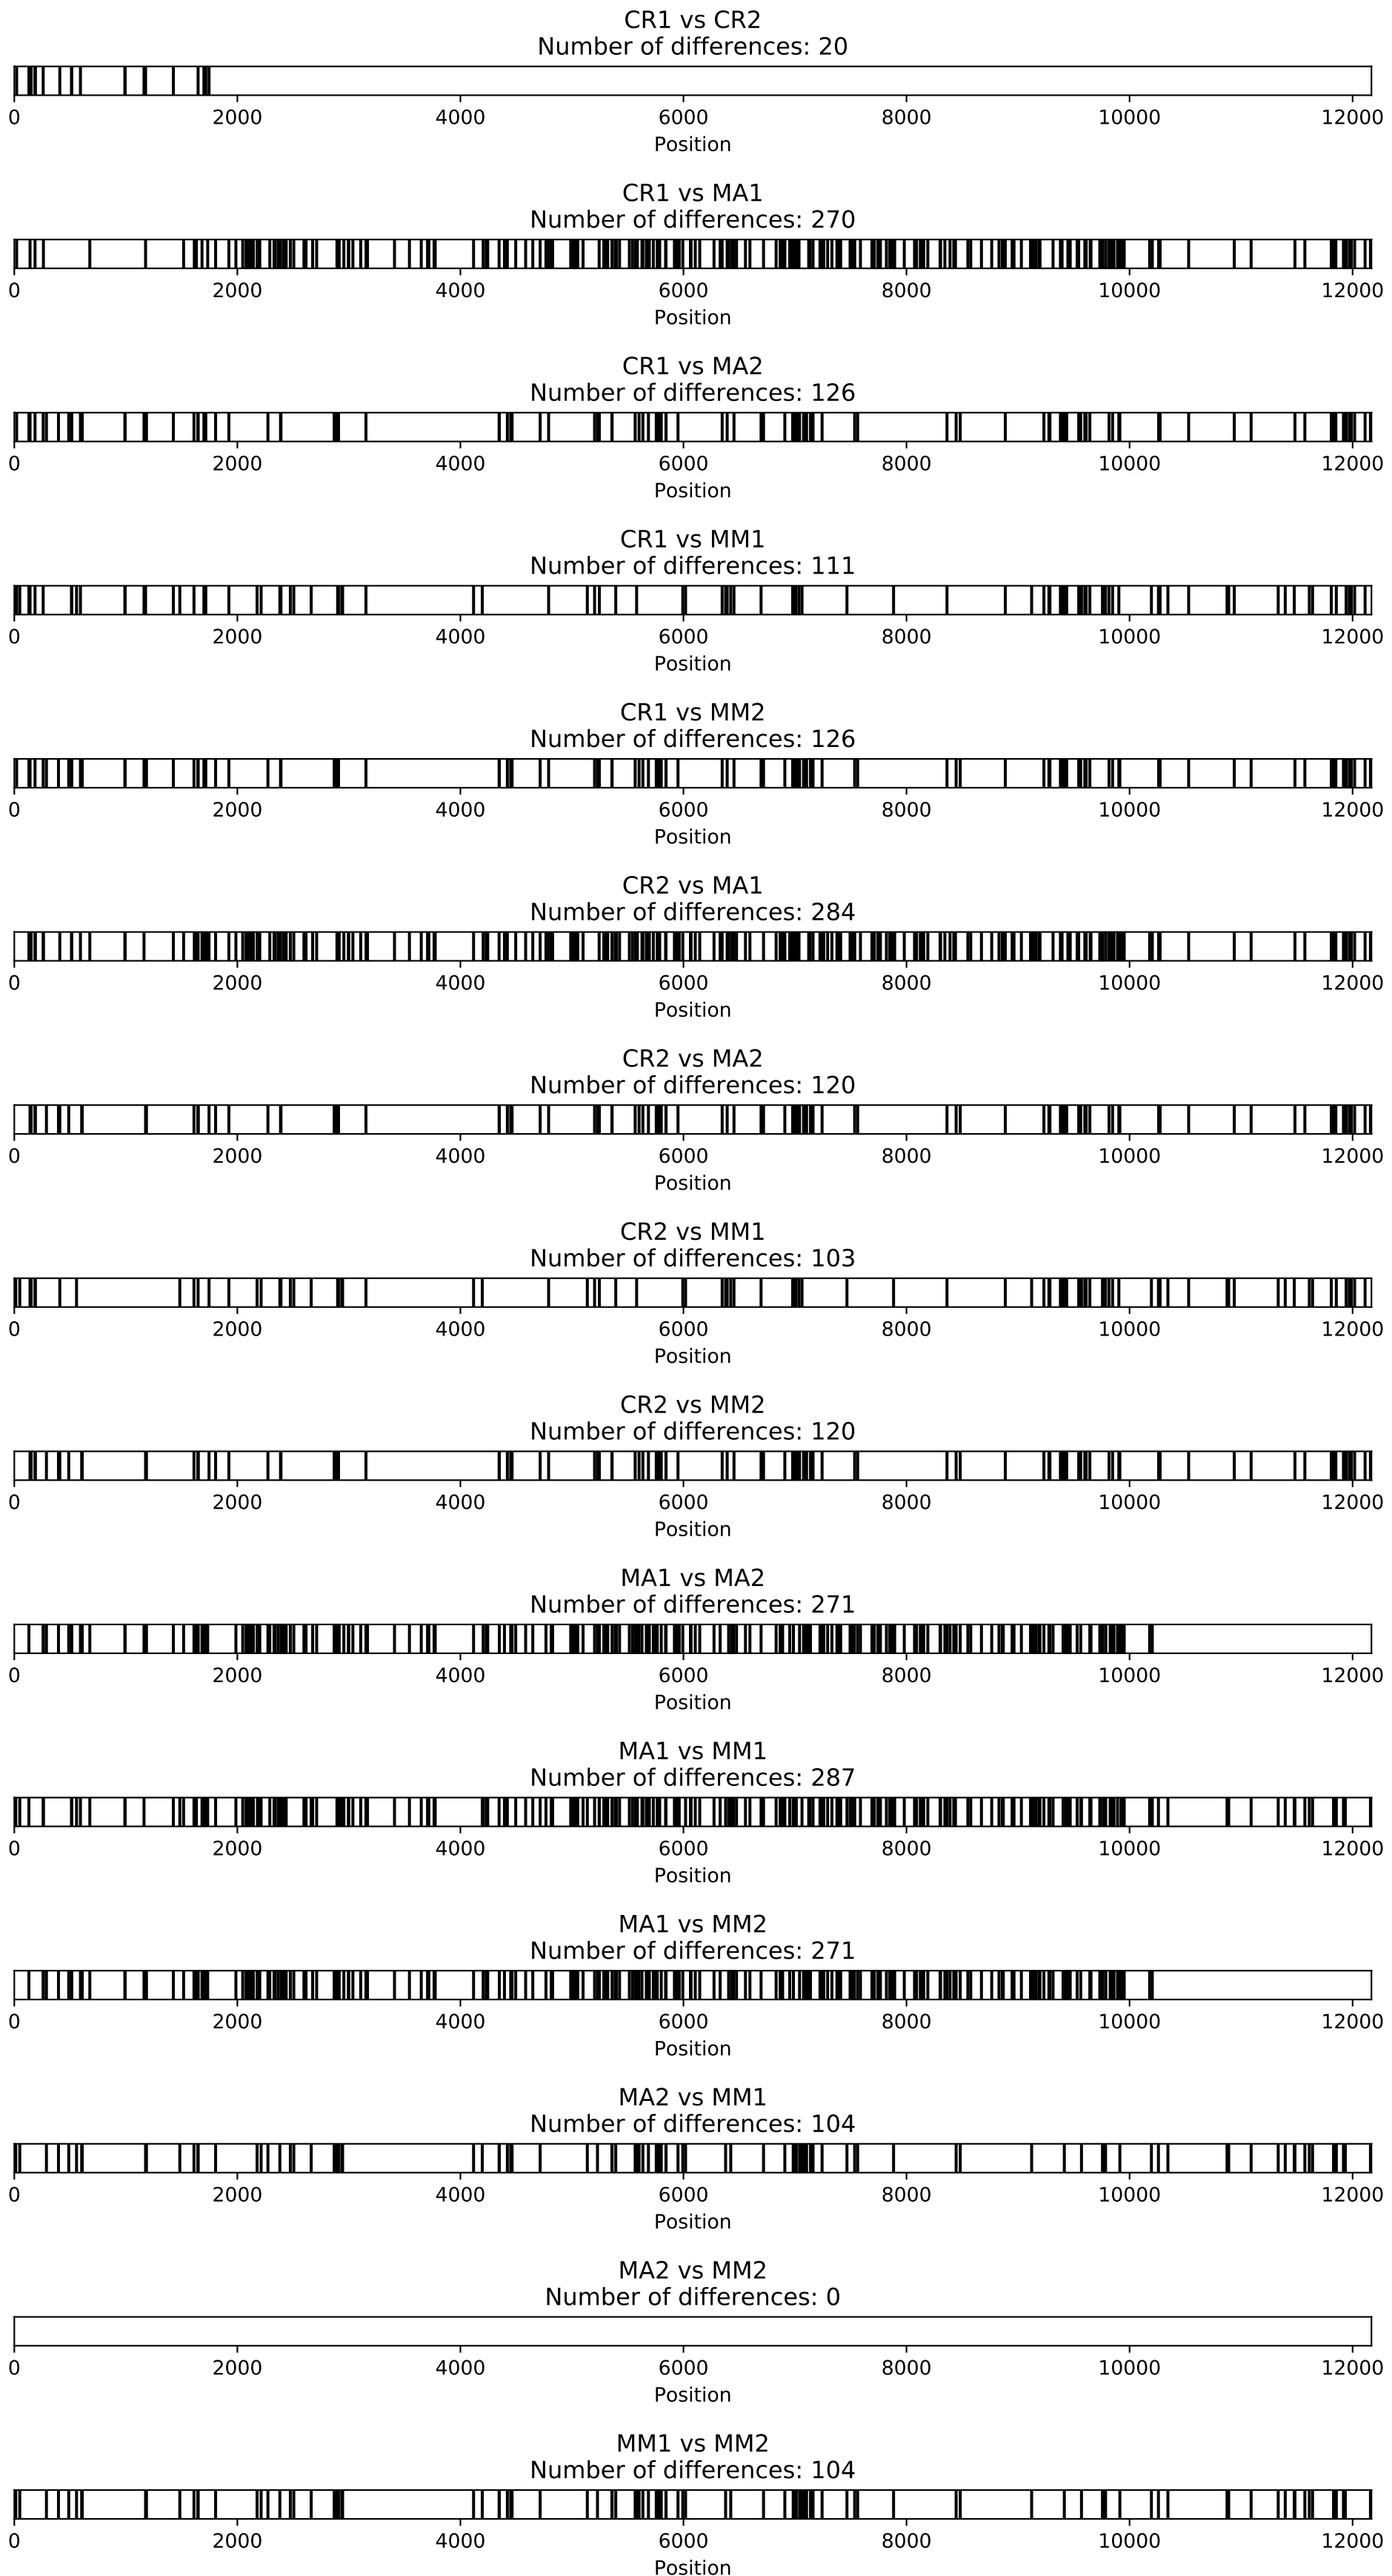 CR1 vs CR2
Number of differences: 20
0 2000 4000 6000 8000 10000 12000
Position
CR1 vs MA1
Number of differences: 270
0 2000 4000 6000 8000 10000 12000
Position
CR1 vs MA2
Number of differences: 126
0 2000 4000 6000 8000 10000 12000
Position
CR1 vs MM1
Number of differences: 111
0 2000 4000 6000 8000 10000 12000
Position
CR1 vs MM2
Number of differences: 126
0 2000 4000 6000 8000 10000 12000
Position
CR2 vs MA1
Number of differences: 284
0 2000 4000 6000 8000 10000 12000
Position
CR2 vs MA2
Number of differences: 120
0 2000 4000 6000 8000 10000 12000
Position
CR2 vs MM1
Number of differences: 103
0 2000 4000 6000 8000 10000 12000
Position
CR2 vs MM2
Number of differences: 120
0 2000 4000 6000 8000 10000 12000
Position
MA1 vs MA2
Number of differences: 271
0 2000 4000 6000 8000 10000 12000
Position
MA1 vs MM1
Number of differences: 287
0 2000 4000 6000 8000 10000 12000
Position
MA1 vs MM2
Number of differences: 271
0 2000 4000 6000 8000 10000 12000
Position
MA2 vs MM1
Number of differences: 104
0 2000 4000 6000 8000 10000 12000
Position
MA2 vs MM2
Number of differences: 0
0 2000 4000 6000 8000 10000 12000
Position
MM1 vs MM2
Number of differences: 104
0 2000 4000 6000 8000 10000 12000
Position